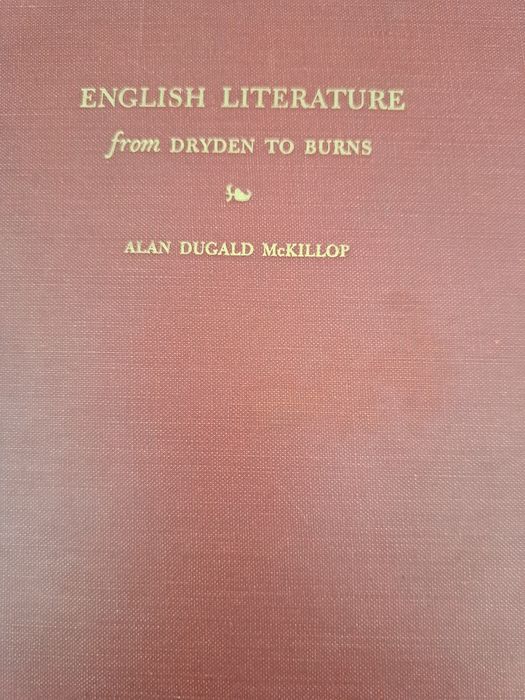 ENGLISH LITERATURE
from DRYDEN TO BURNS
ALAN DUGALD McKILLOP